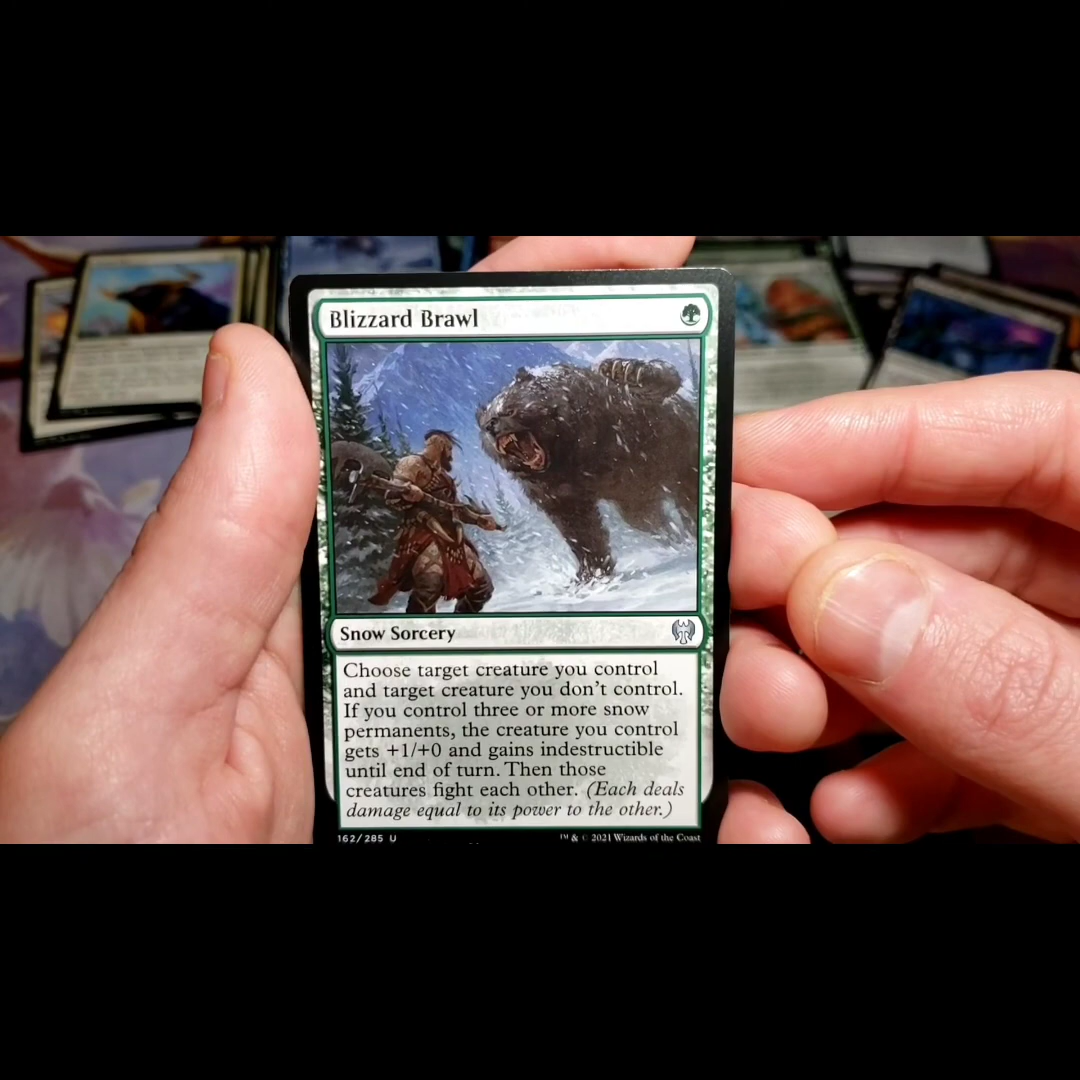 Blizzard Brawl
Snow Sorcery
Choose target creature you control
and target creature you don't control.
If you control three or more snow
permanents, the creature you control
gets +1/+0 and gains indestructible
until end of turn. Then those
creatures fight each other. (Each deals
damage equal to its power to the other.)
162/285 U
™ & © 2021 Wizards of the Coast